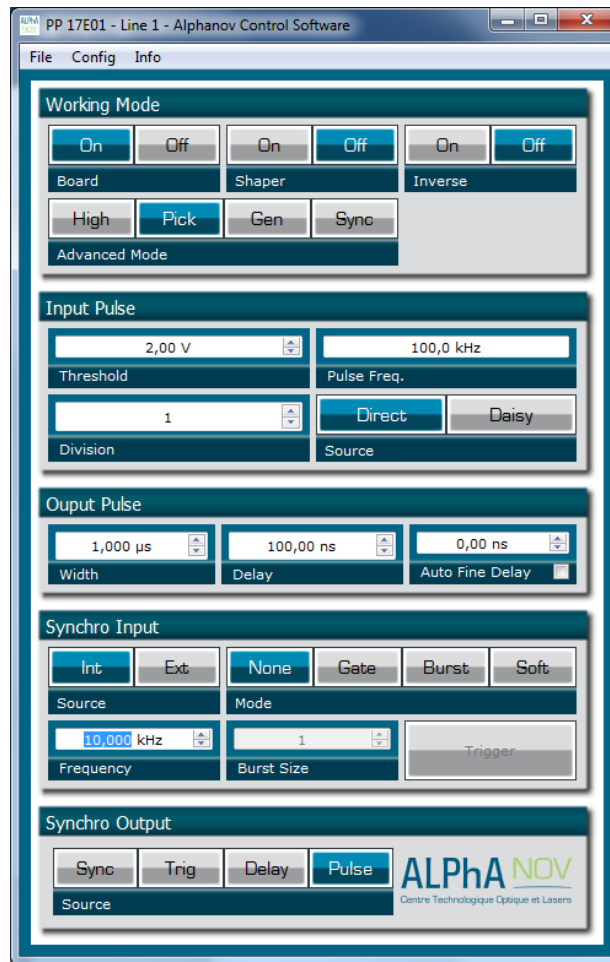 PP 17E01 - Line 1 - Alphanov Control Software
File Config Info
Working Mode
On Off On Off On Off
Board Shaper Inverse
High Pick Gen Sync
Advanced Mode
Input Pulse
2,00 V 100,0 kHz
Threshold Pulse Freq.
1 Direct Daisy
Division Source
Ouput Pulse
1,000 µs 100,00 ns 0,00 ns
Width Delay Auto Fine Delay
Synchro Input
Int Ext None Gate Burst Soft
Source Mode
10,000 kHz 1 Trigger
Frequency Burst Size
Synchro Output
Sync Trig Delay Pulse ALPhA NOV
Source Centre Technologique Optique et Lasers